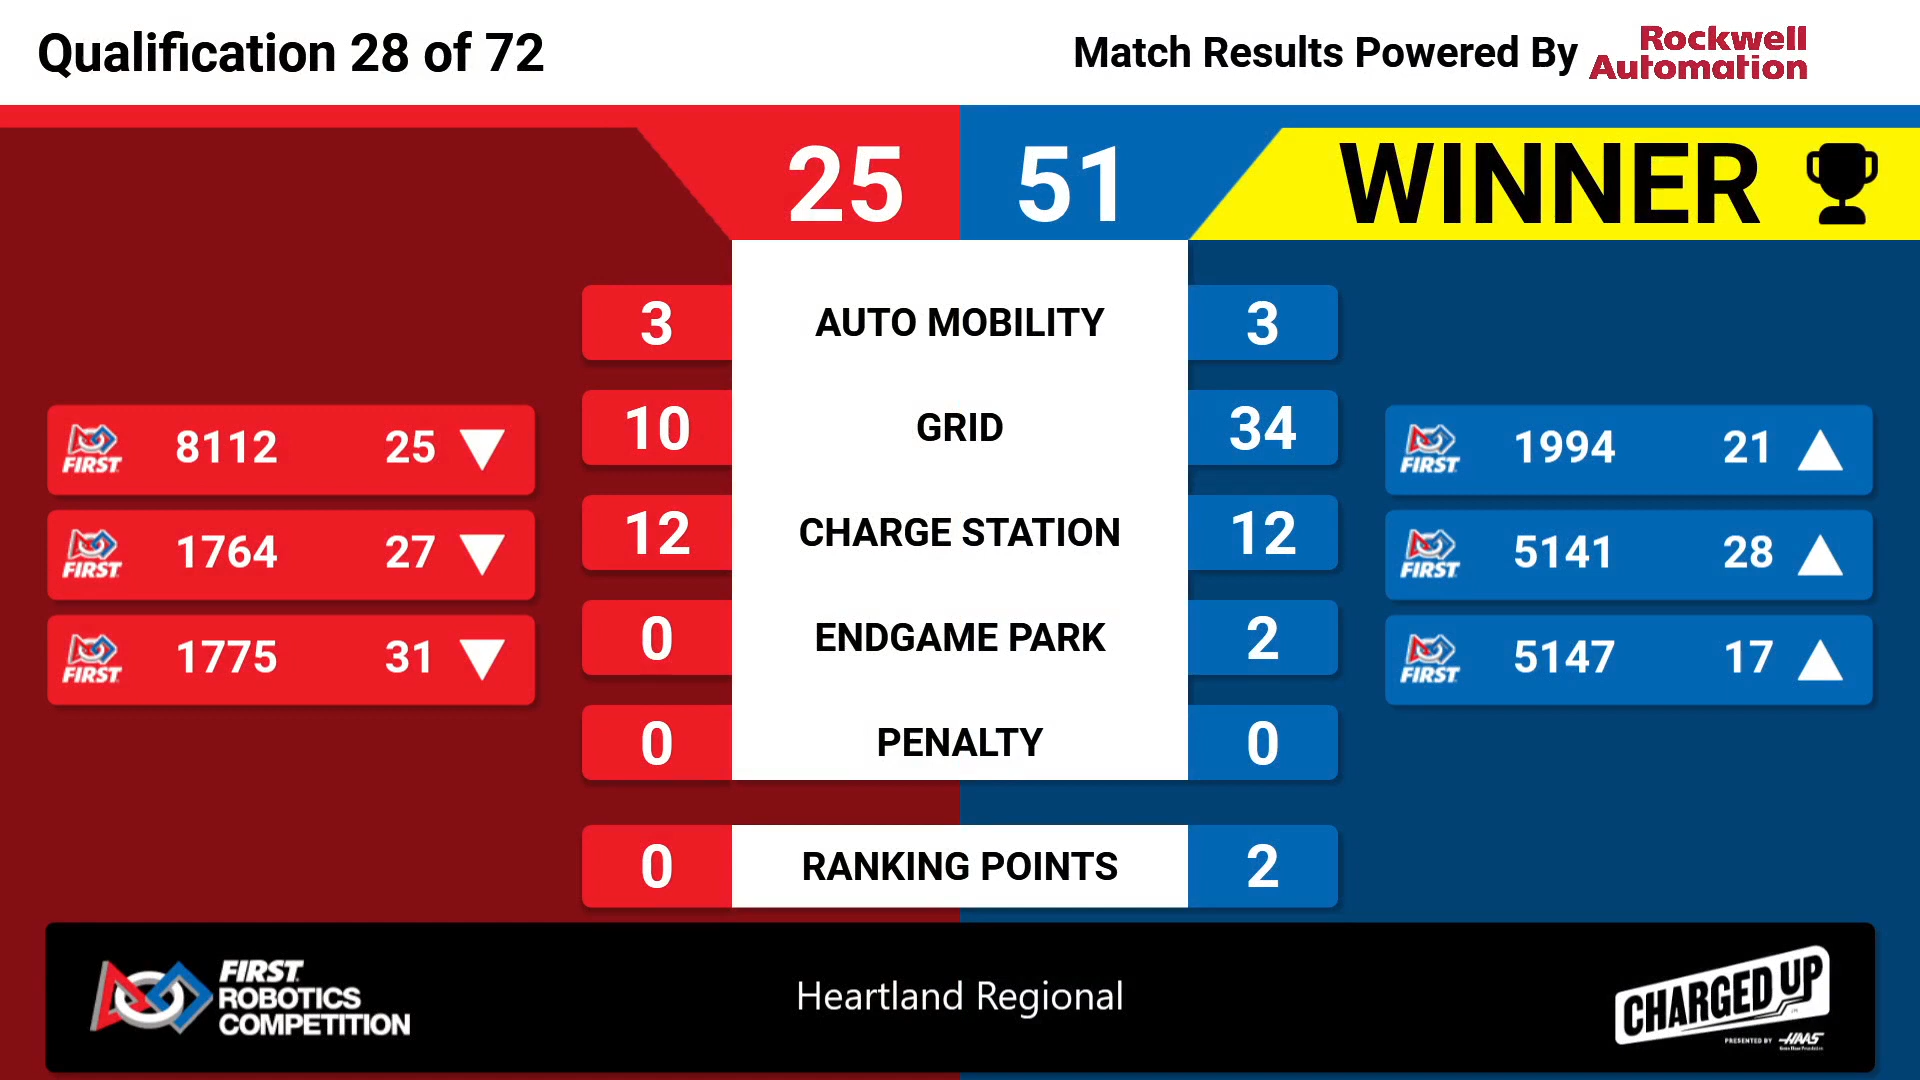 Qualification 28 of 72
Match Results Powered By
Rockwell
Automation
25 51 WINNER
3 AUTO MOBILITY 3
10 GRID 34
12 CHARGE STATION 12
0 ENDGAME PARK 2
0 PENALTY 0
0 RANKING POINTS 2
FIRST 8112 25
FIRST 1764 27
FIRST 1775 31
FIRST 1994 21
FIRST 5141 28
FIRST 5147 17
FIRST
ROBOTICS
COMPETITION
Heartland Regional
CHARGED UP
PRESENTED BY HAAS